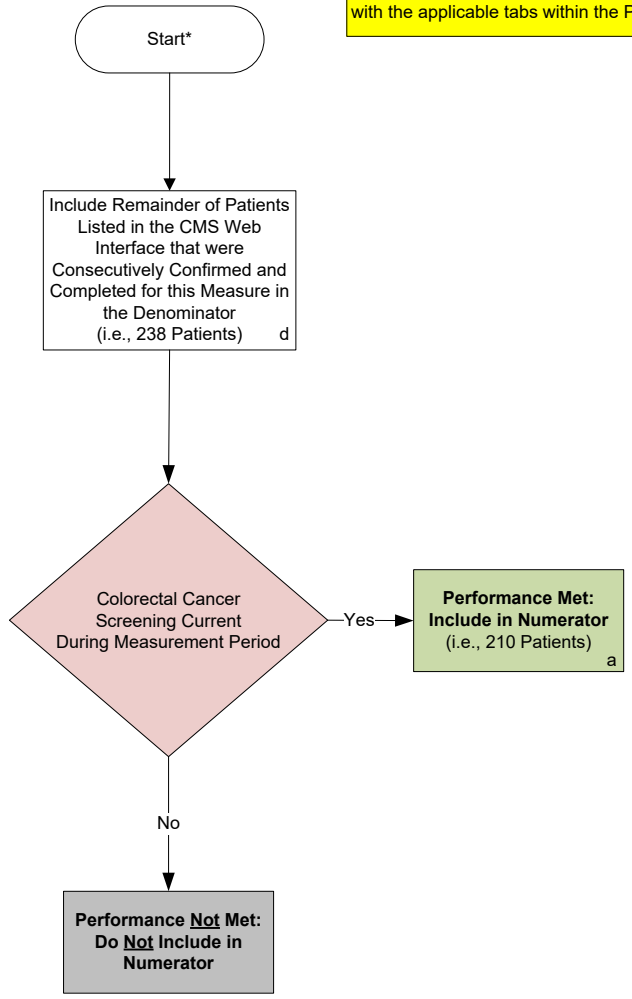 with the applicable tabs within the
Start*
Include Remainder of Patients
Listed in the CMS Web
Interface that were
Consecutively Confirmed and
Completed for this Measure in
the Denominator
(i.e., 238 Patients) d
Colorectal Cancer
Screening Current
During Measurement Period
Yes
Performance Met:
Include in Numerator
(i.e., 210 Patients)
a
No
Performance Not Met:
Do Not Include in
Numerator